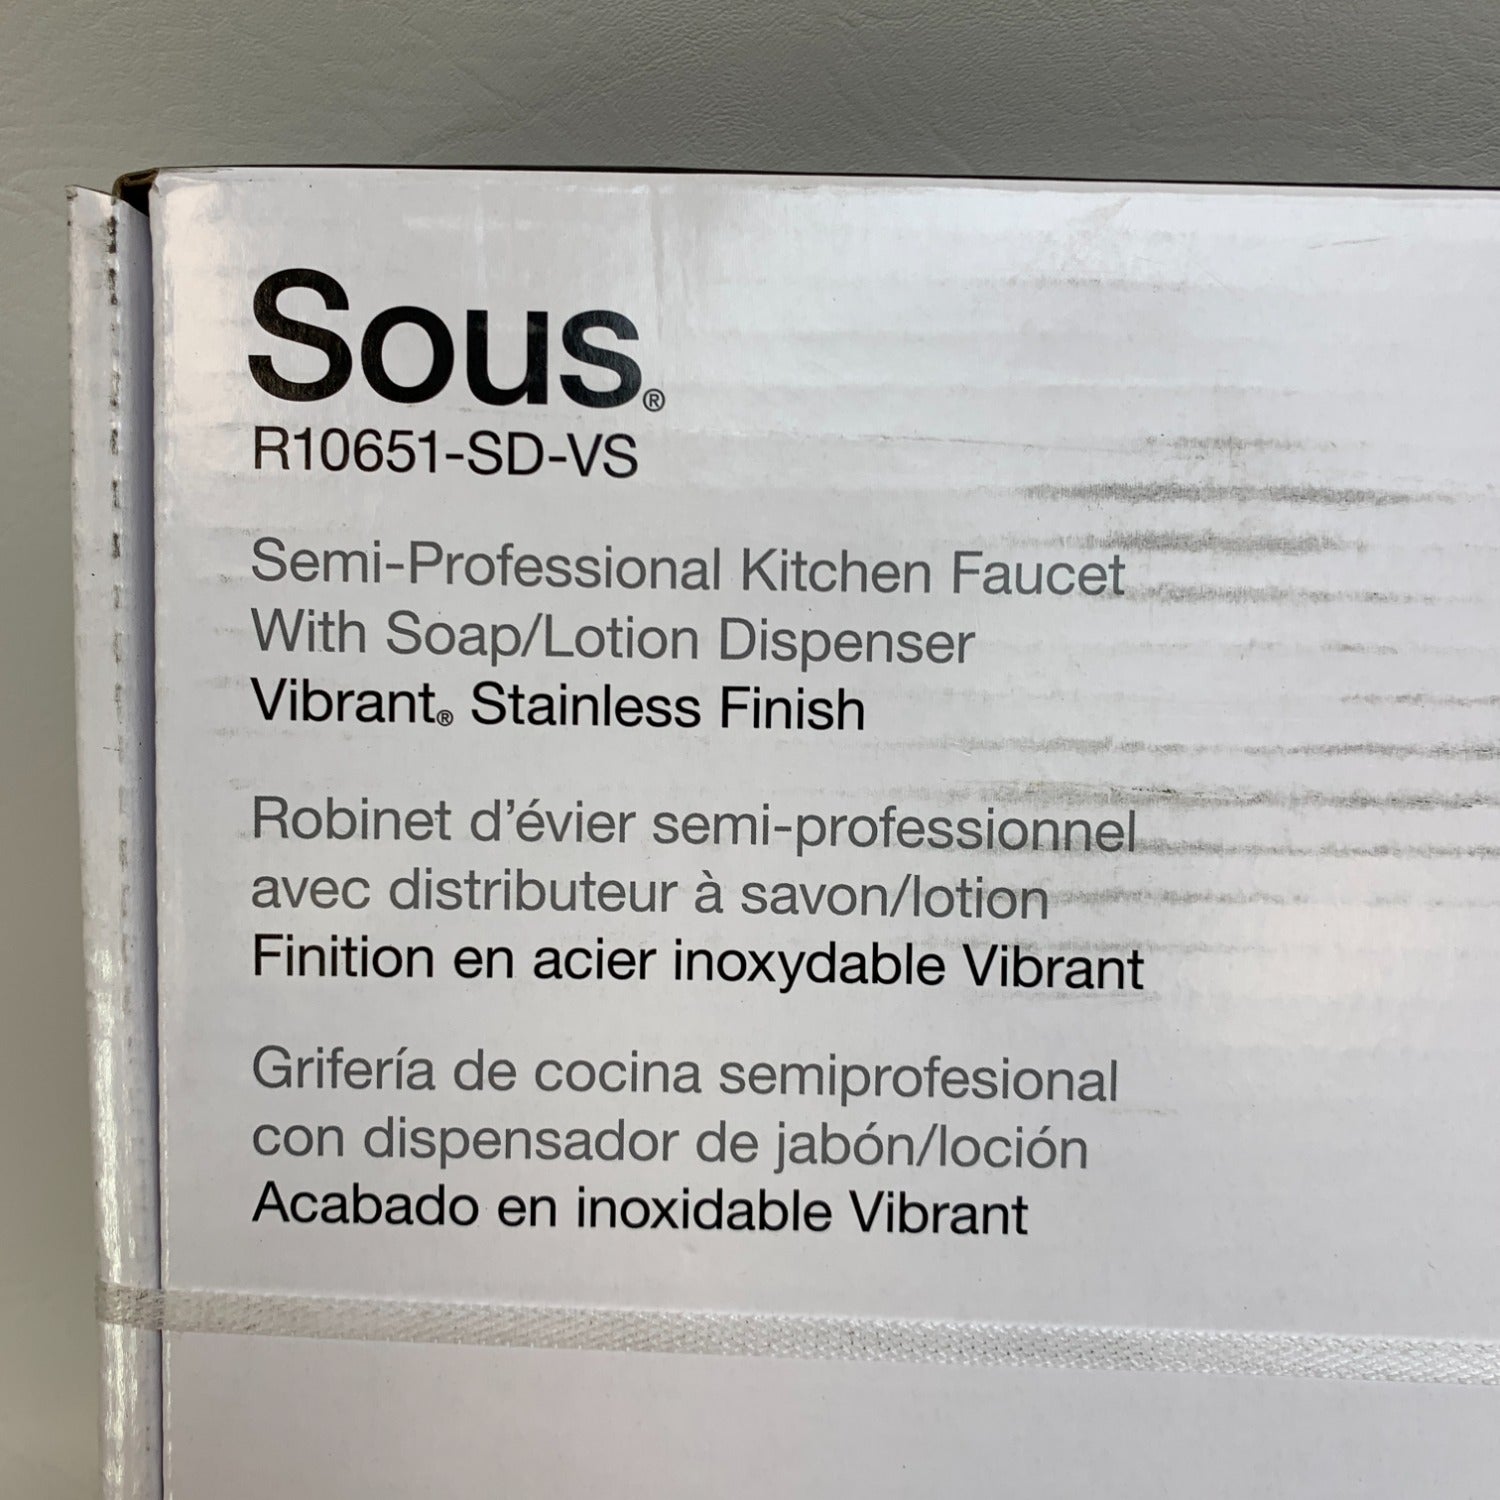 Sous®
R10651-SD-VS
Semi-Professional Kitchen Faucet
With Soap/Lotion Dispenser
Vibrant® Stainless Finish
Robinet d'évier semi-professionnel
avec distributeur à savon/lotion
Finition en acier inoxydable Vibrant
Grifería de cocina semiprofesional
con dispensador de jabón/loción
Acabado en inoxidable Vibrant